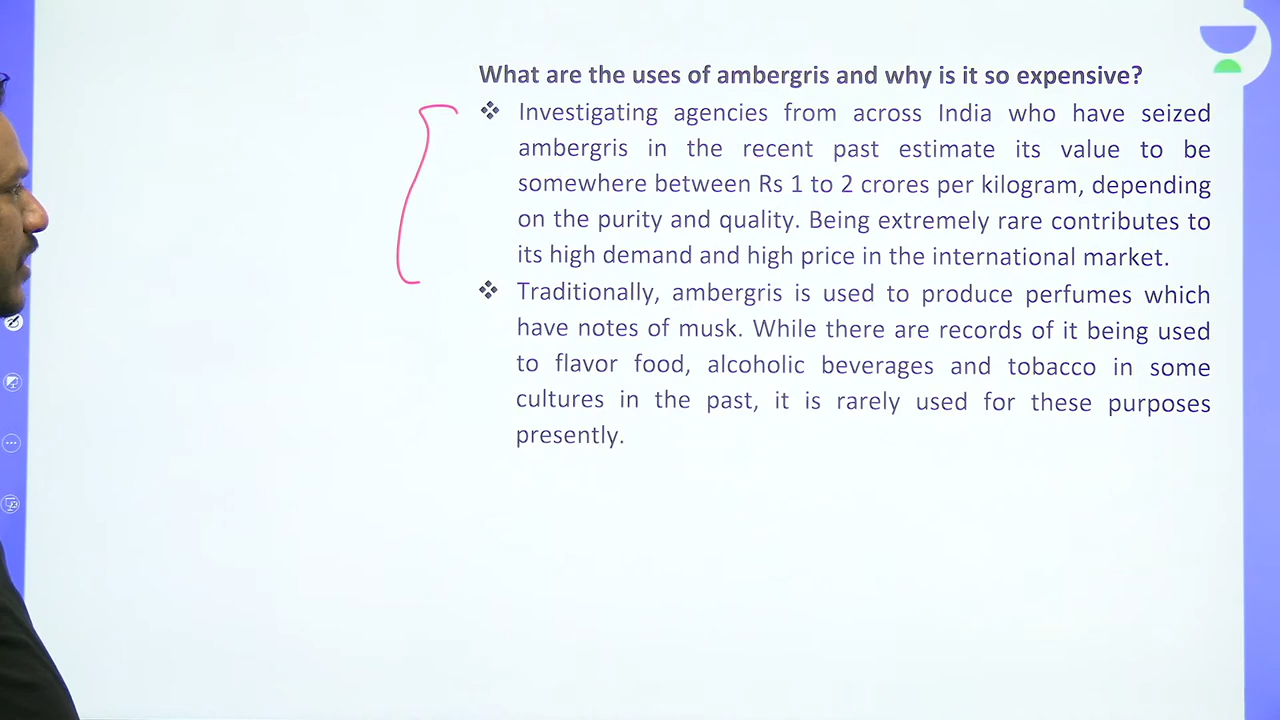 What are the uses of ambergris and why is it so expensive?
❖ Investigating agencies from across India who have seized
ambergris in the recent past estimate its value to be
somewhere between Rs 1 to 2 crores per kilogram, depending
on the purity and quality. Being extremely rare contributes to
its high demand and high price in the international market.
❖ Traditionally, ambergris is used to produce perfumes which
have notes of musk. While there are records of it being used
to flavor food, alcoholic beverages and tobacco in some
cultures in the past, it is rarely used for these purposes
presently.